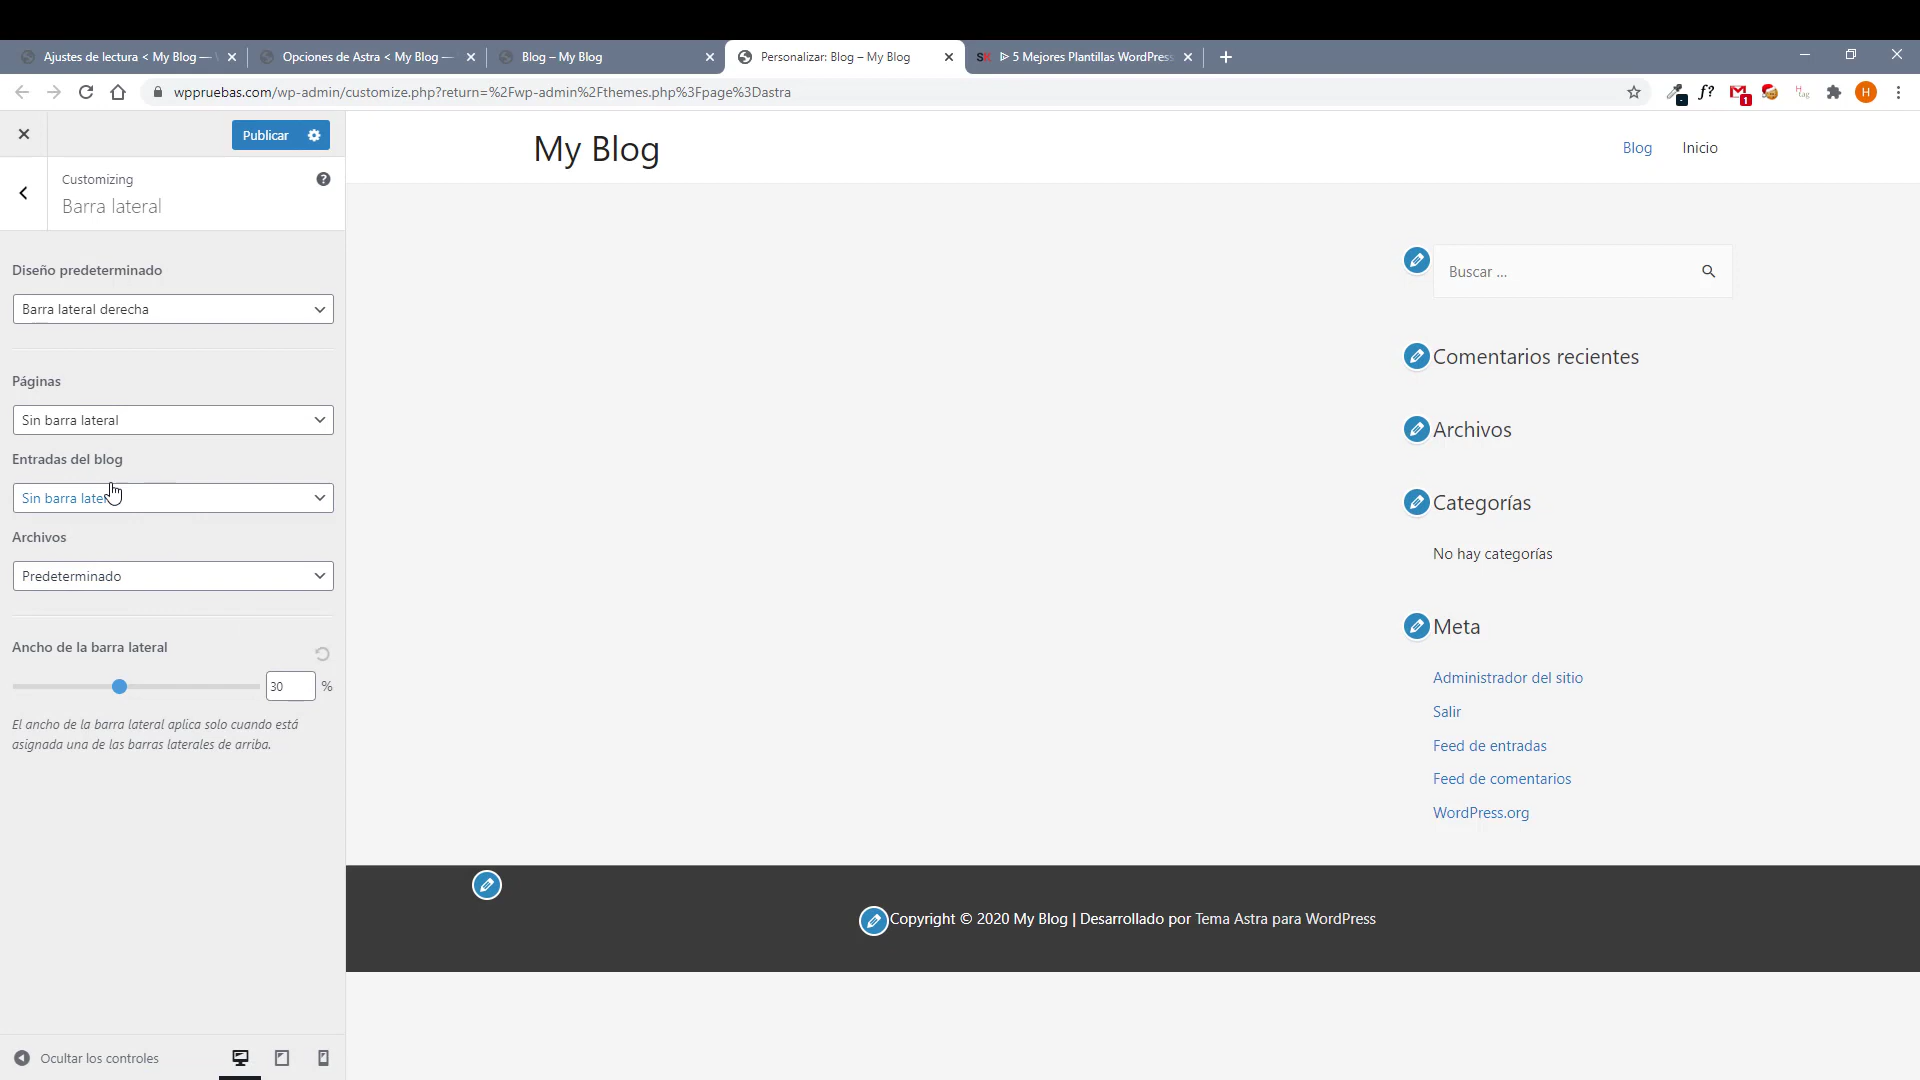 Ajustes de lectura < My Blog —
Opciones de Astra < My Blog —
Blog – My Blog
Personalizar: Blog – My Blog
SK
ᐅ 5 Mejores Plantillas WordPress
wppruebas.com/wp-admin/customize.php?return=%2Fwp-admin%2Fthemes.php%3Fpage%3Dastra
f?
1
H
tag
H
Publicar
Customizing
Barra lateral
Diseño predeterminado
Barra lateral derecha
Páginas
Sin barra lateral
Entradas del blog
Sin barra lateral
Archivos
Predeterminado
Ancho de la barra lateral
30
%
El ancho de la barra lateral aplica solo cuando está
asignada una de las barras laterales de arriba.
Ocultar los controles
My Blog
Blog
Inicio
Buscar ...
Comentarios recientes
Archivos
Categorías
No hay categorías
Meta
Administrador del sitio
Salir
Feed de entradas
Feed de comentarios
WordPress.org
Copyright © 2020 My Blog | Desarrollado por Tema Astra para WordPress